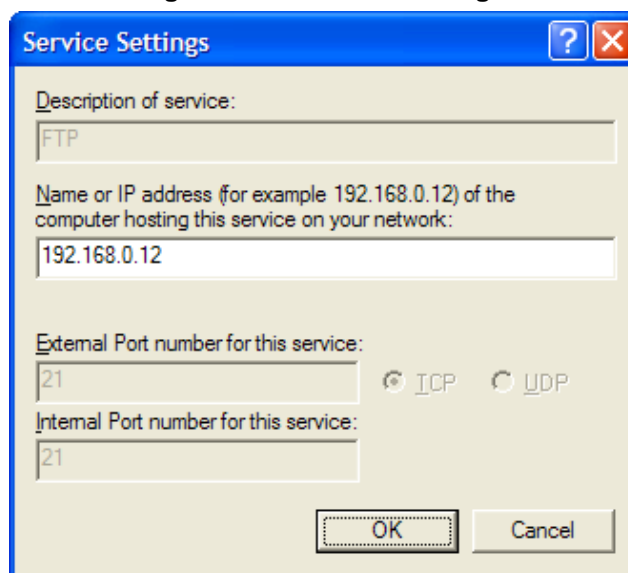 Service Settings
Description of service:
FTP
Name or IP address (for example 192.168.0.12) of the
computer hosting this service on your network:
192.168.0.12
External Port number for this service:
21 TCP UDP
Internal Port number for this service:
21
OK Cancel